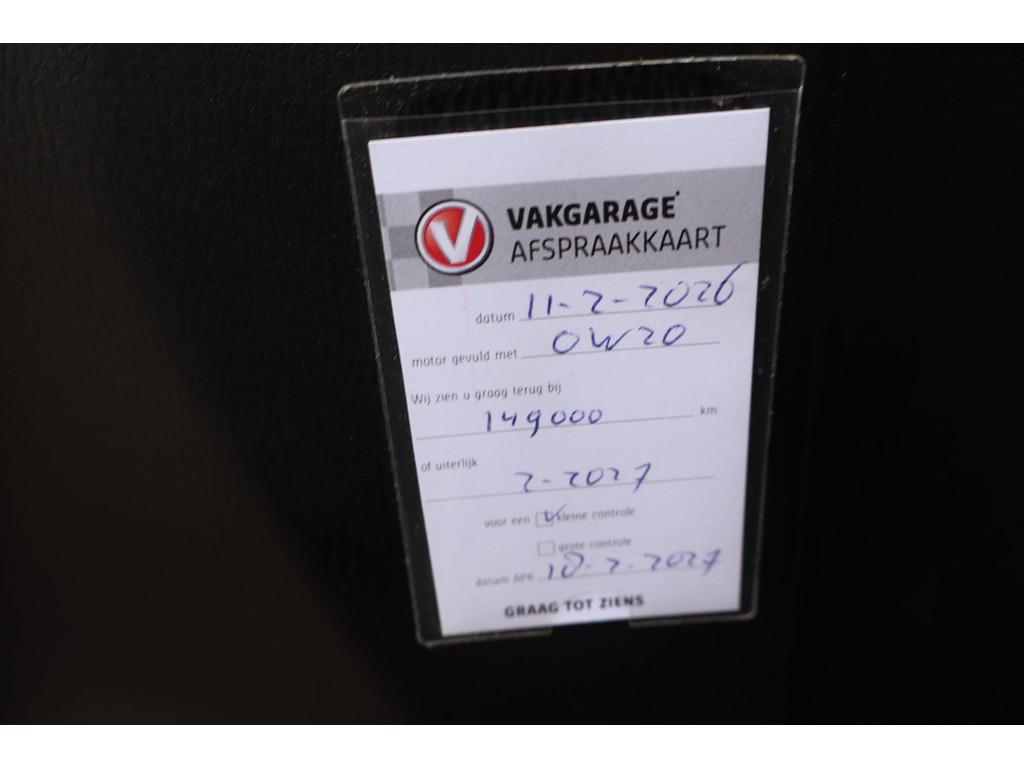 V VAKGARAGE
AFSPRAAKKAART
datum 11-2-2026
motor gevuld met 0W20
Wij zien u graag terug bij
149000 km
of uiterlijk
2-2027
voor een kleine controle
grote controle
datum APK 18-2-2027
GRAAG TOT ZIENS